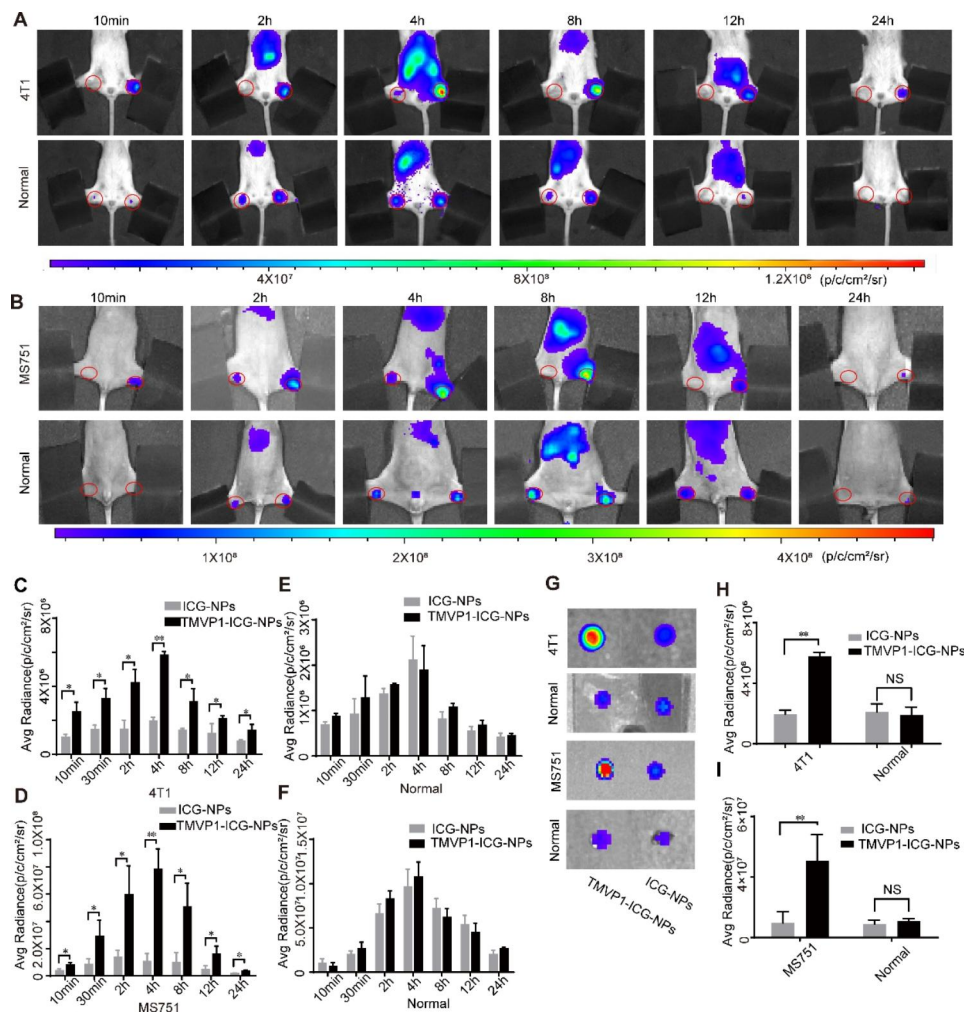 A
10min 2h 4h 8h 12h 24h
4T1
Normal
4X10⁷ 8X10⁸ 1.2X10⁸ (p/c/cm²/sr)
B
10min 2h 4h 8h 12h 24h
MS751
Normal
1X10⁸ 2X10⁸ 3X10⁸ 4X10⁸ (p/c/cm²/sr)
C
ICG-NPs
TMVP1-ICG-NPs
Avg Radiance(p/c/cm²/sr)
8X10⁶
4X10⁶
2X10⁶
0
* * * ** * * *
10min 30min 2h 4h 8h 12h 24h
4T1
D
ICG-NPs
TMVP1-ICG-NPs
Avg Radiance(p/c/cm²/sr)
1.0X10⁸
6.0X10⁷
2.0X10⁷
0
* * * ** * * *
10min 30min 2h 4h 8h 12h 24h
MS751
E
ICG-NPs
TMVP1-ICG-NPs
Avg Radiance(p/c/cm²/sr)
3X10⁶
2X10⁶
1X10⁶
0
10min 30min 2h 4h 8h 12h 24h
Normal
F
ICG-NPs
TMVP1-ICG-NPs
Avg Radiance(p/c/cm²/sr)
1.5X10⁷
1.0X10⁷
5.0X10⁷
0
10min 30min 2h 4h 8h 12h 24h
Normal
G
4T1
Normal
MS751
Normal
TMVP1-ICG-NPs
ICG-NPs
H
ICG-NPs
TMVP1-ICG-NPs
Avg Radiance(p/c/cm²/sr)
8X10⁶
4X10⁶
0
**
NS
4T1 Normal
I
ICG-NPs
TMVP1-ICG-NPs
Avg Radiance(p/c/cm²/sr)
6X10⁷
4X10⁷
0
**
NS
MS751 Normal